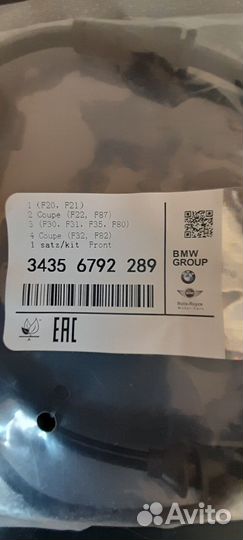 1 (F20, F21)
2 Coupe (F22, F87)
3 (F30, F31, F35, F80)
4 Coupe (F32, F82)
1 satz/kit Front
3435 6792 289
BMW
GROUP
Rolls-Royce
Motor Cars
EAC
Avito